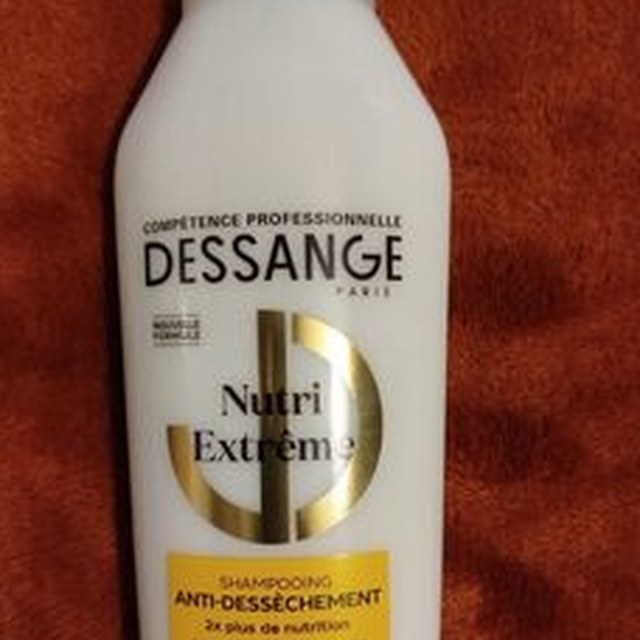 COMPÉTENCE PROFESSIONNELLE
DESSANGE
PARIS
NOUVELLE
FORMULE
Nutri
Extrême
SHAMPOOING
ANTI-DESSÈCHEMENT
2x plus de nutrition